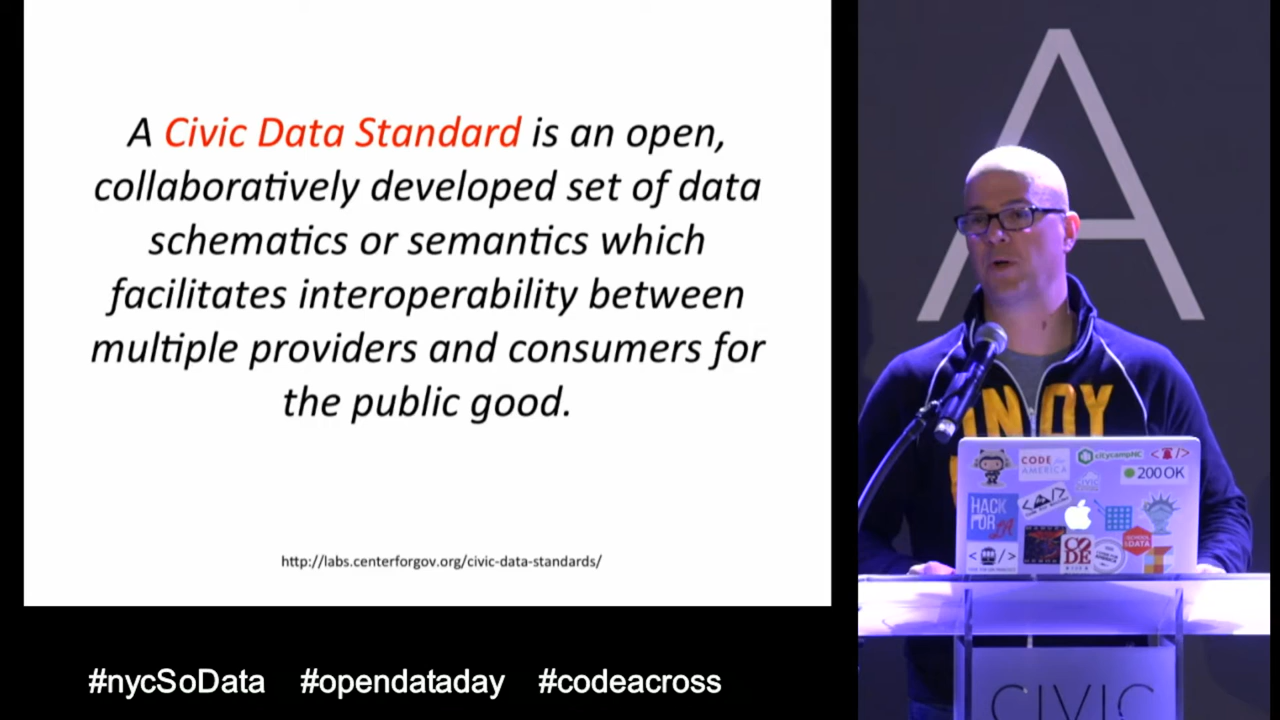 A Civic Data Standard is an open,
collaboratively developed set of data
schematics or semantics which
facilitates interoperability between
multiple providers and consumers for
the public good.
http://labs.centerforgov.org/civic-data-standards/
#nycSoData #opendataday #codeacross
A
CODE for
AMERICA
citycampNC
200 OK
HACK
FOR
LA
CIVIC